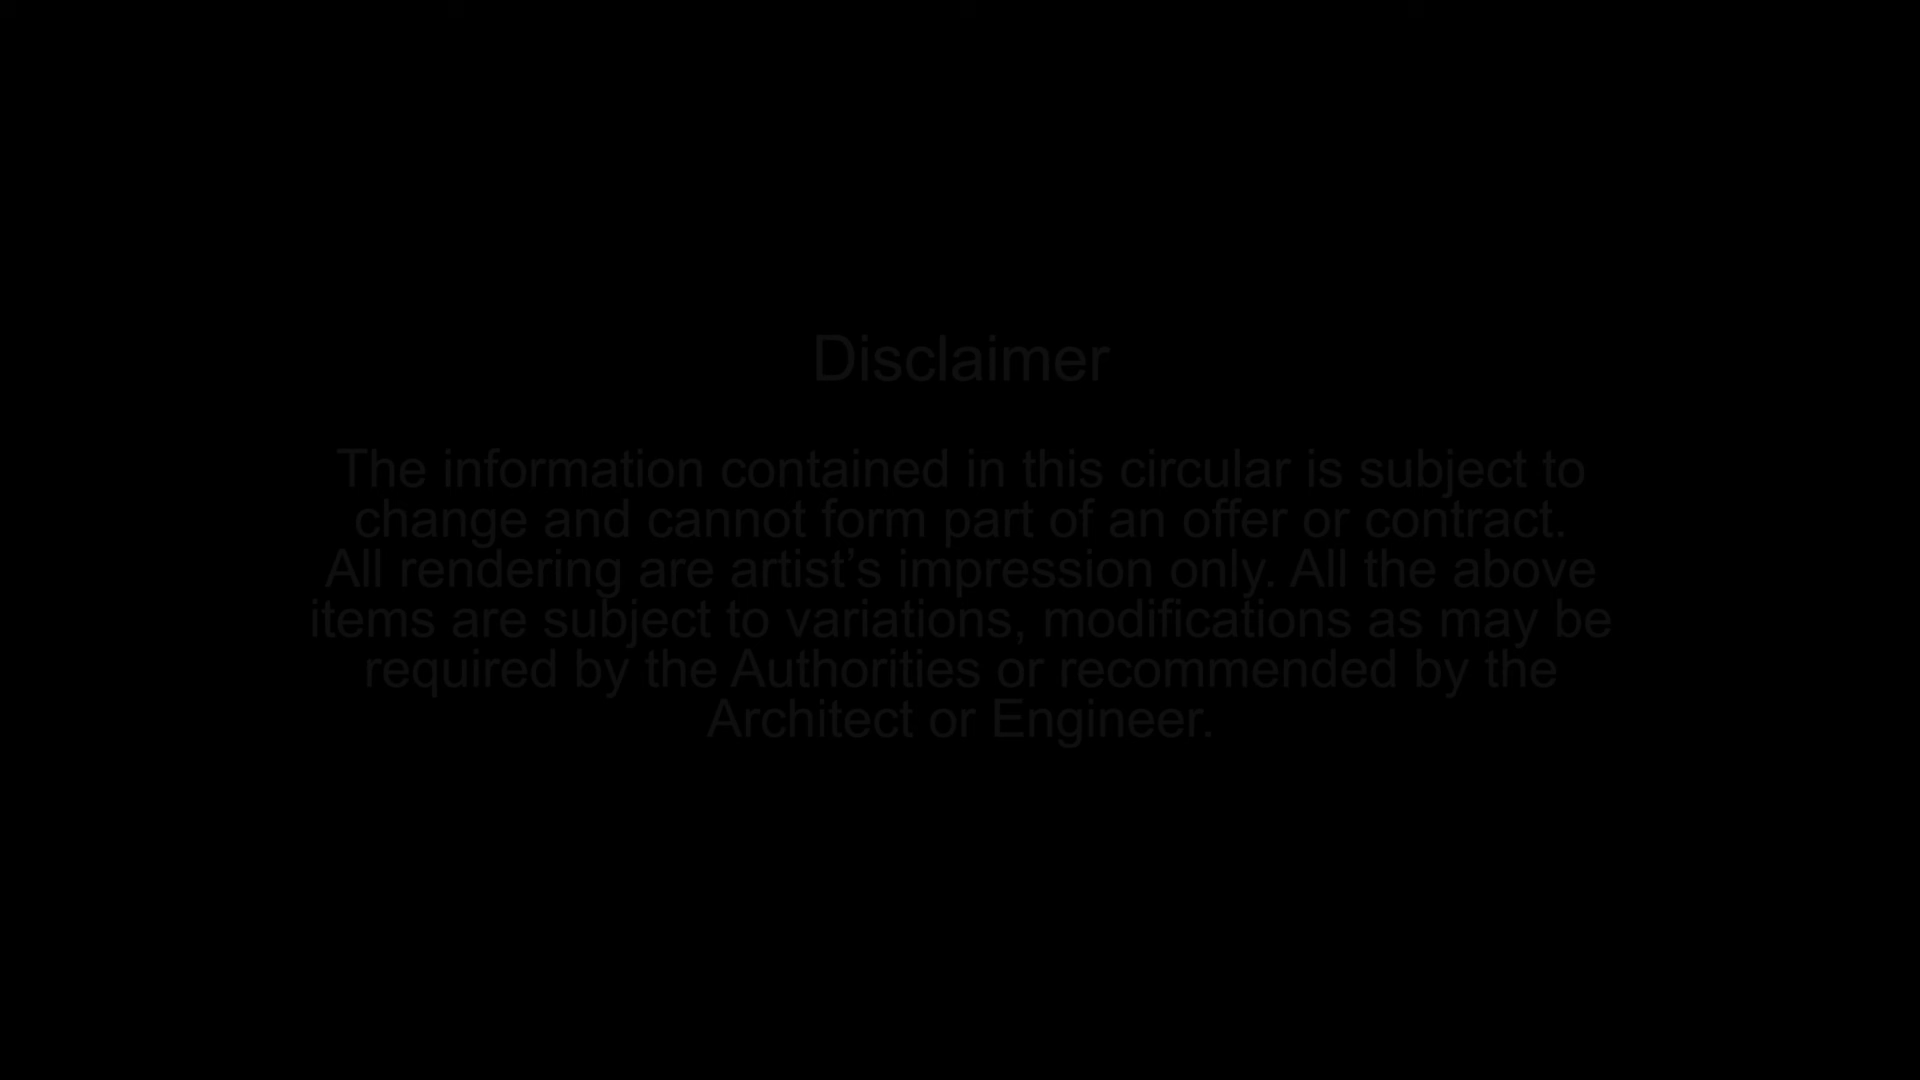 Disclaimer
The information contained in this circular is subject to
change and cannot form part of an offer or contract.
All rendering are artist’s impression only. All the above
items are subject to variations, modifications as may be
required by the Authorities or recommended by the
Architect or Engineer.